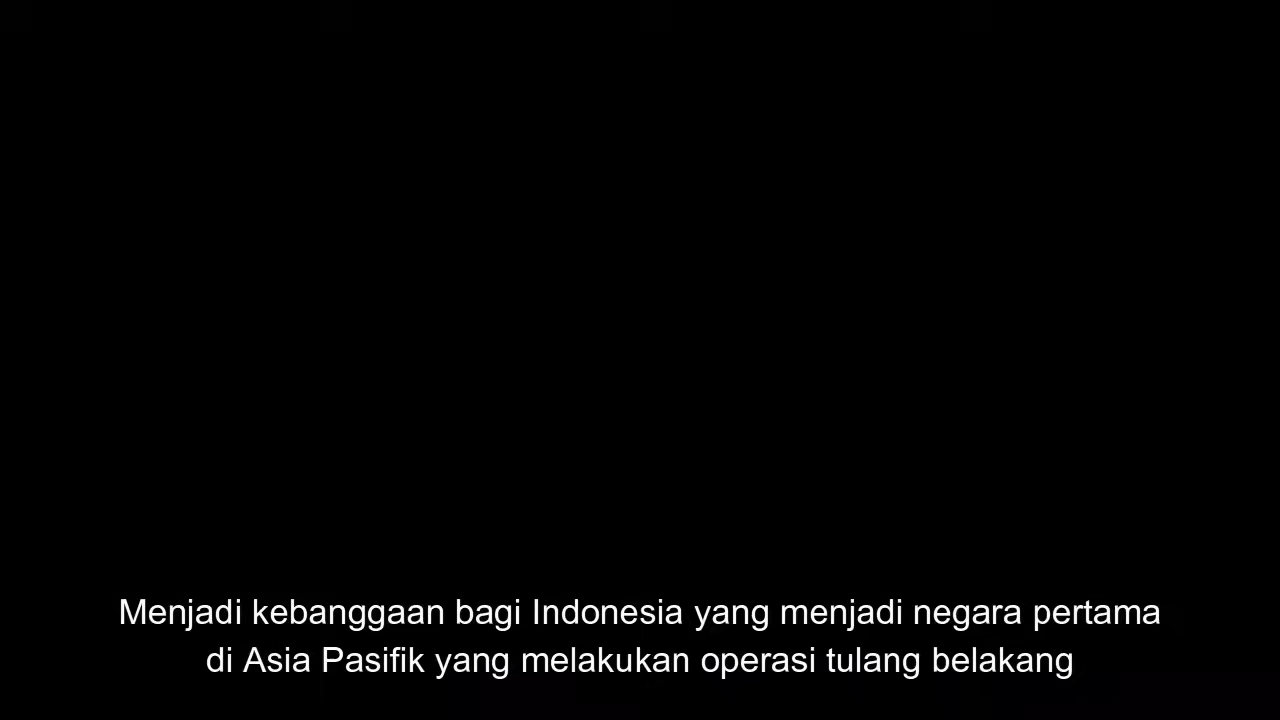 Menjadi kebanggaan bagi Indonesia yang menjadi negara pertama
di Asia Pasifik yang melakukan operasi tulang belakang